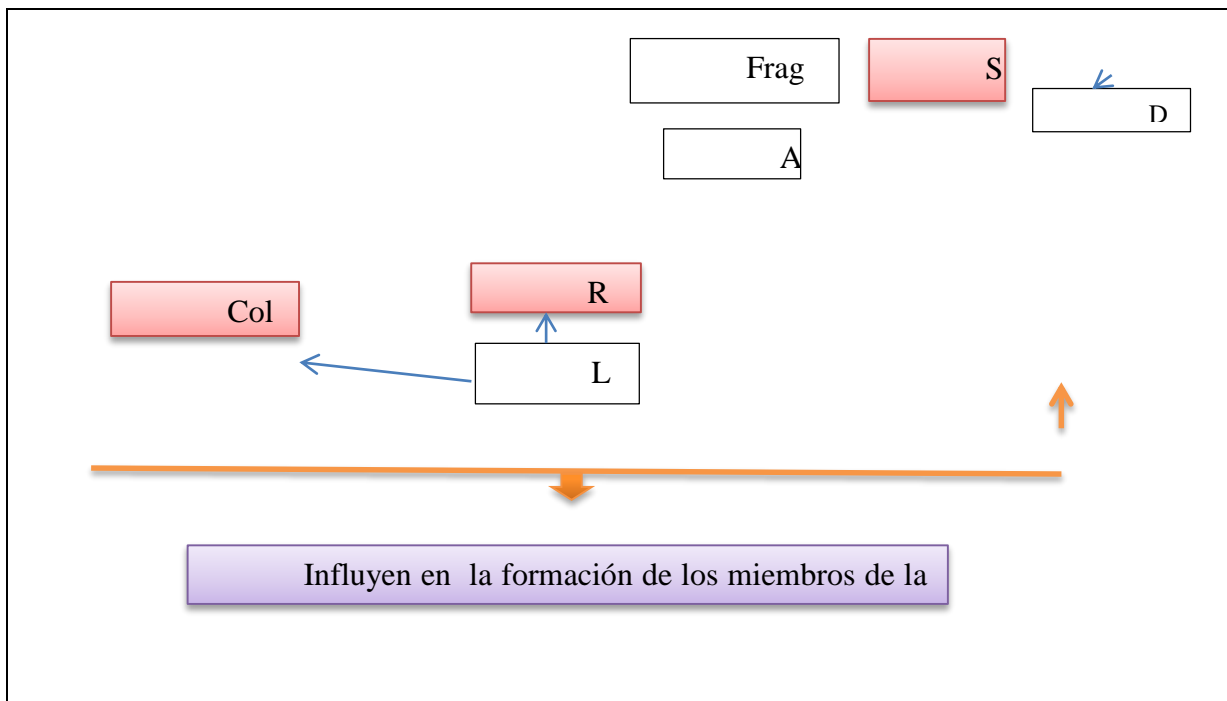 Frag
S
D
A
R
Col
L
Influyen en la formación de los miembros de la